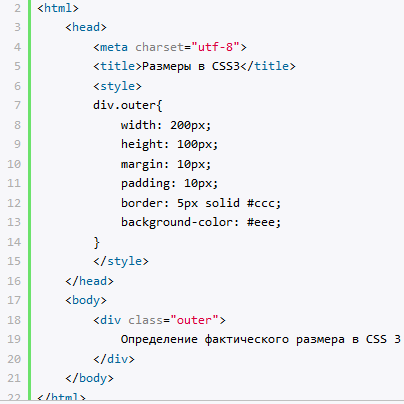 2 <html>
3 <head>
4 <meta charset="utf-8">
5 <title>Размеры в CSS3</title>
6 <style>
7 div.outer{
8 width: 200px;
9 height: 100px;
10 margin: 10px;
11 padding: 10px;
12 border: 5px solid #ccc;
13 background-color: #eee;
14 }
15 </style>
16 </head>
17 <body>
18 <div class="outer">
19 Определение фактического размера в CSS 3
20 </div>
21 </body>
22 </html>